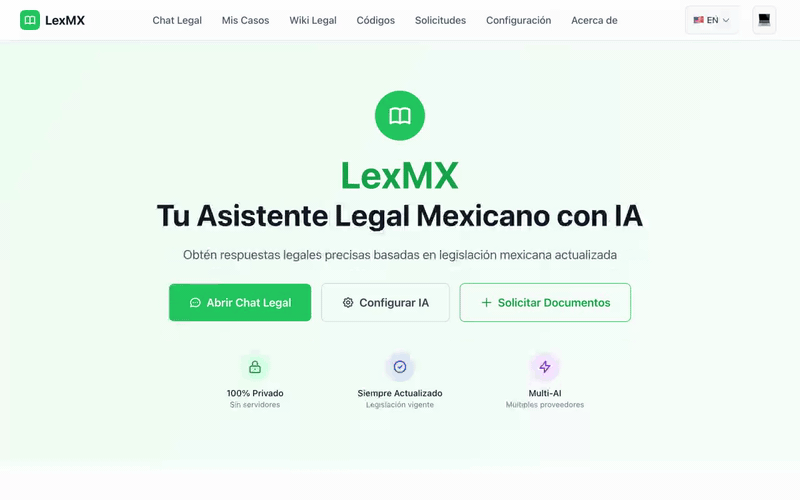 LexMX
Chat Legal
Mis Casos
Wiki Legal
Códigos
Solicitudes
Configuración
Acerca de
🇺🇸 EN
LexMX
Tu Asistente Legal Mexicano con IA
Obtén respuestas legales precisas basadas en legislación mexicana actualizada
Abrir Chat Legal
Configurar IA
Solicitar Documentos
100% Privado
Sin servidores
Siempre Actualizado
Legislación vigente
Multi-AI
Múltiples proveedores